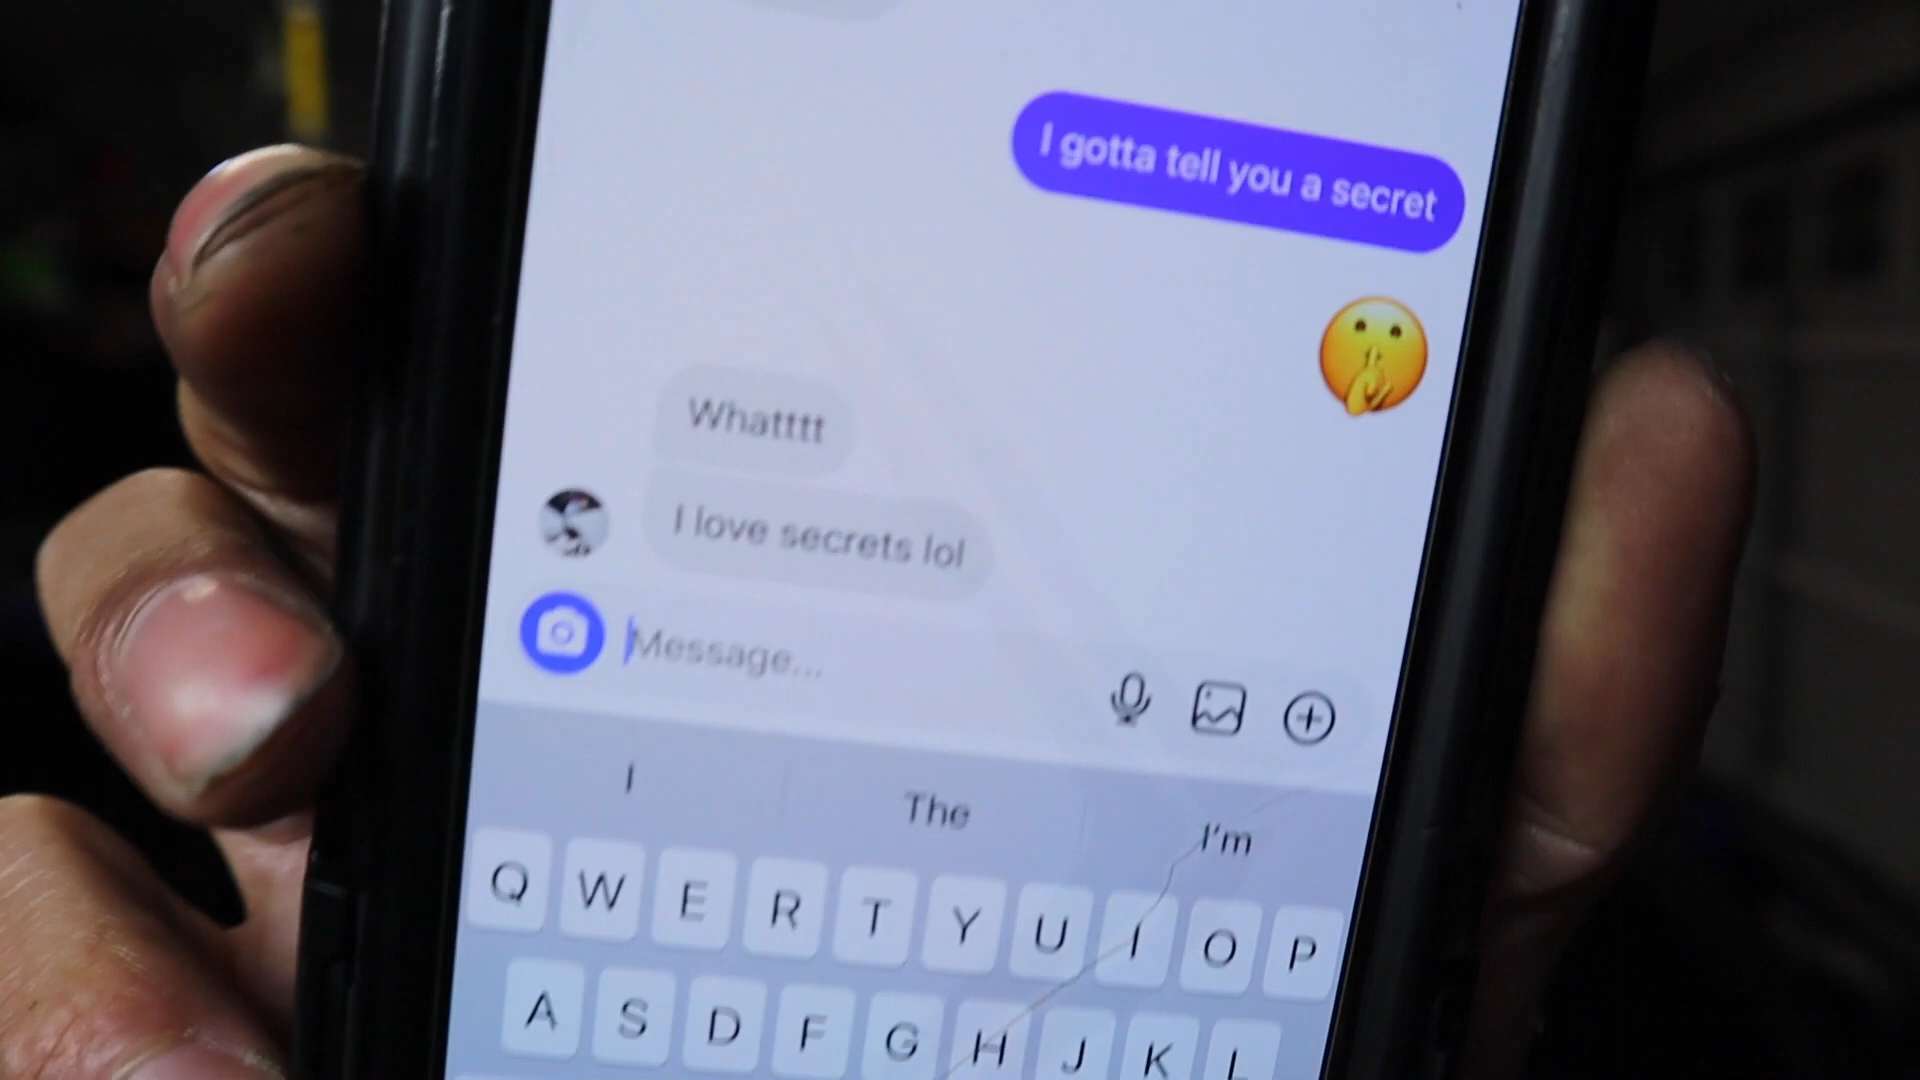 I gotta tell you a secret
🤫
Whatttt
I love secrets lol
Message...
I The I'm
Q W E R T Y U I O P
A S D F G H J K L